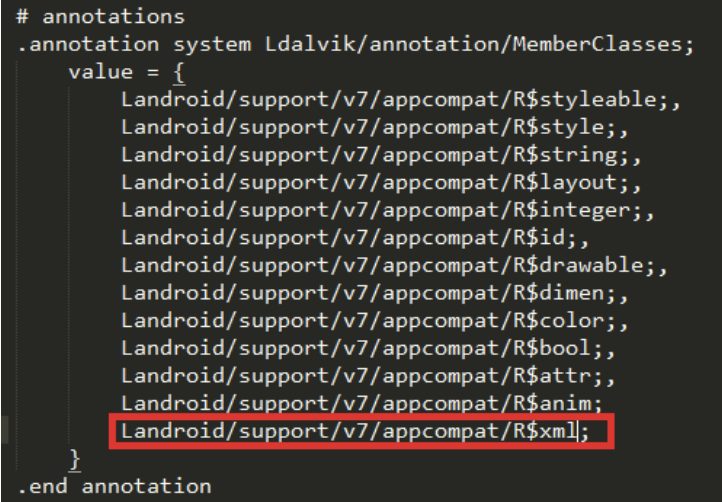 # annotations
.annotation system Ldalvik/annotation/MemberClasses;
    value = {
        Landroid/support/v7/appcompat/R$styleable;,
        Landroid/support/v7/appcompat/R$style;,
        Landroid/support/v7/appcompat/R$string;,
        Landroid/support/v7/appcompat/R$layout;,
        Landroid/support/v7/appcompat/R$integer;,
        Landroid/support/v7/appcompat/R$id;,
        Landroid/support/v7/appcompat/R$drawable;,
        Landroid/support/v7/appcompat/R$dimen;,
        Landroid/support/v7/appcompat/R$color;,
        Landroid/support/v7/appcompat/R$bool;,
        Landroid/support/v7/appcompat/R$attr;,
        Landroid/support/v7/appcompat/R$anim;
        Landroid/support/v7/appcompat/R$xml;
    }
.end annotation